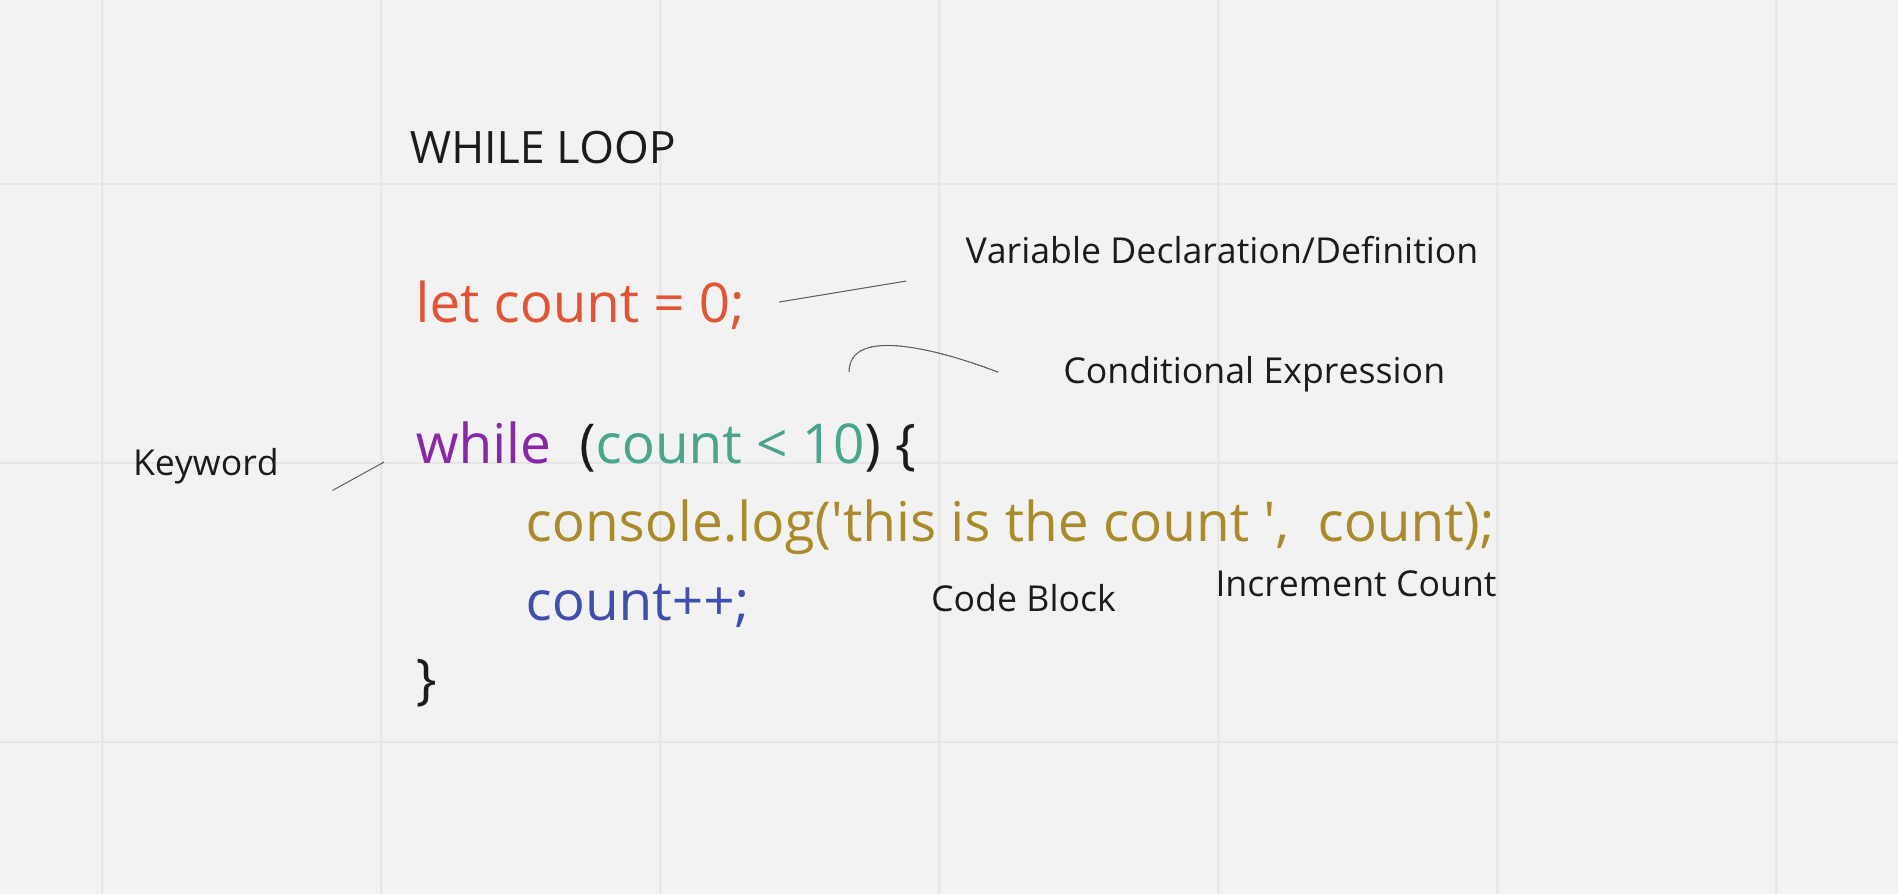 WHILE LOOP
Variable Declaration/Definition
let count = 0;
Conditional Expression
while  (count < 10) {
Keyword
console.log('this is the count ',  count);
count++;
Code Block
Increment Count
}